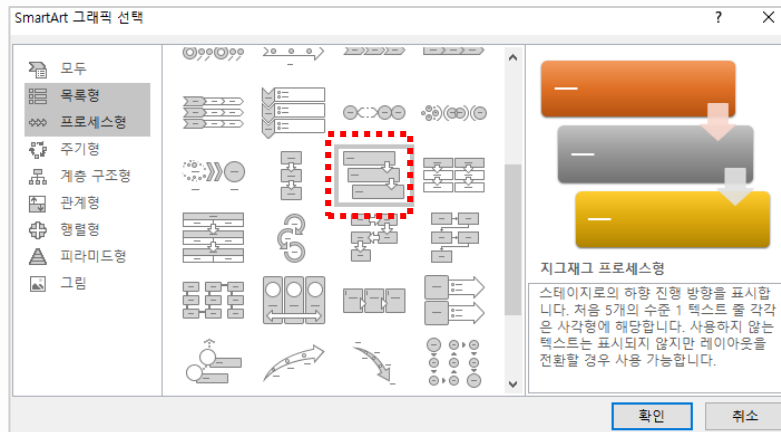 SmartArt 그래픽 선택
?
모두
목록형
프로세스형
주기형
계층 구조형
관계형
행렬형
피라미드형
그림
지그재그 프로세스형
스테이지로의 하향 진행 방향을 표시합
니다. 처음 5개의 수준 1 텍스트 줄 각각
은 사각형에 해당합니다. 사용하지 않는
텍스트는 표시되지 않지만 레이아웃을
전환할 경우 사용 가능합니다.
확인
취소